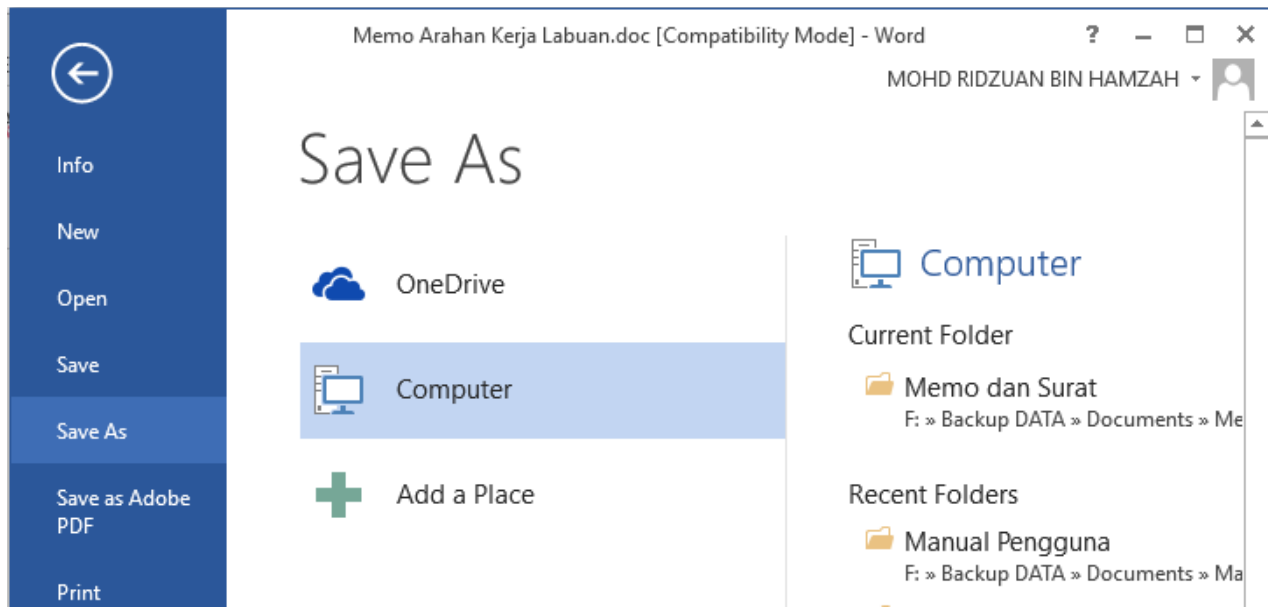 Memo Arahan Kerja Labuan.doc [Compatibility Mode] - Word
?
MOHD RIDZUAN BIN HAMZAH
Info
New
Open
Save
Save As
Save as Adobe
PDF
Print
Save As
OneDrive
Computer
Add a Place
Computer
Current Folder
Memo dan Surat
F: » Backup DATA » Documents » Me
Recent Folders
Manual Pengguna
F: » Backup DATA » Documents » Ma